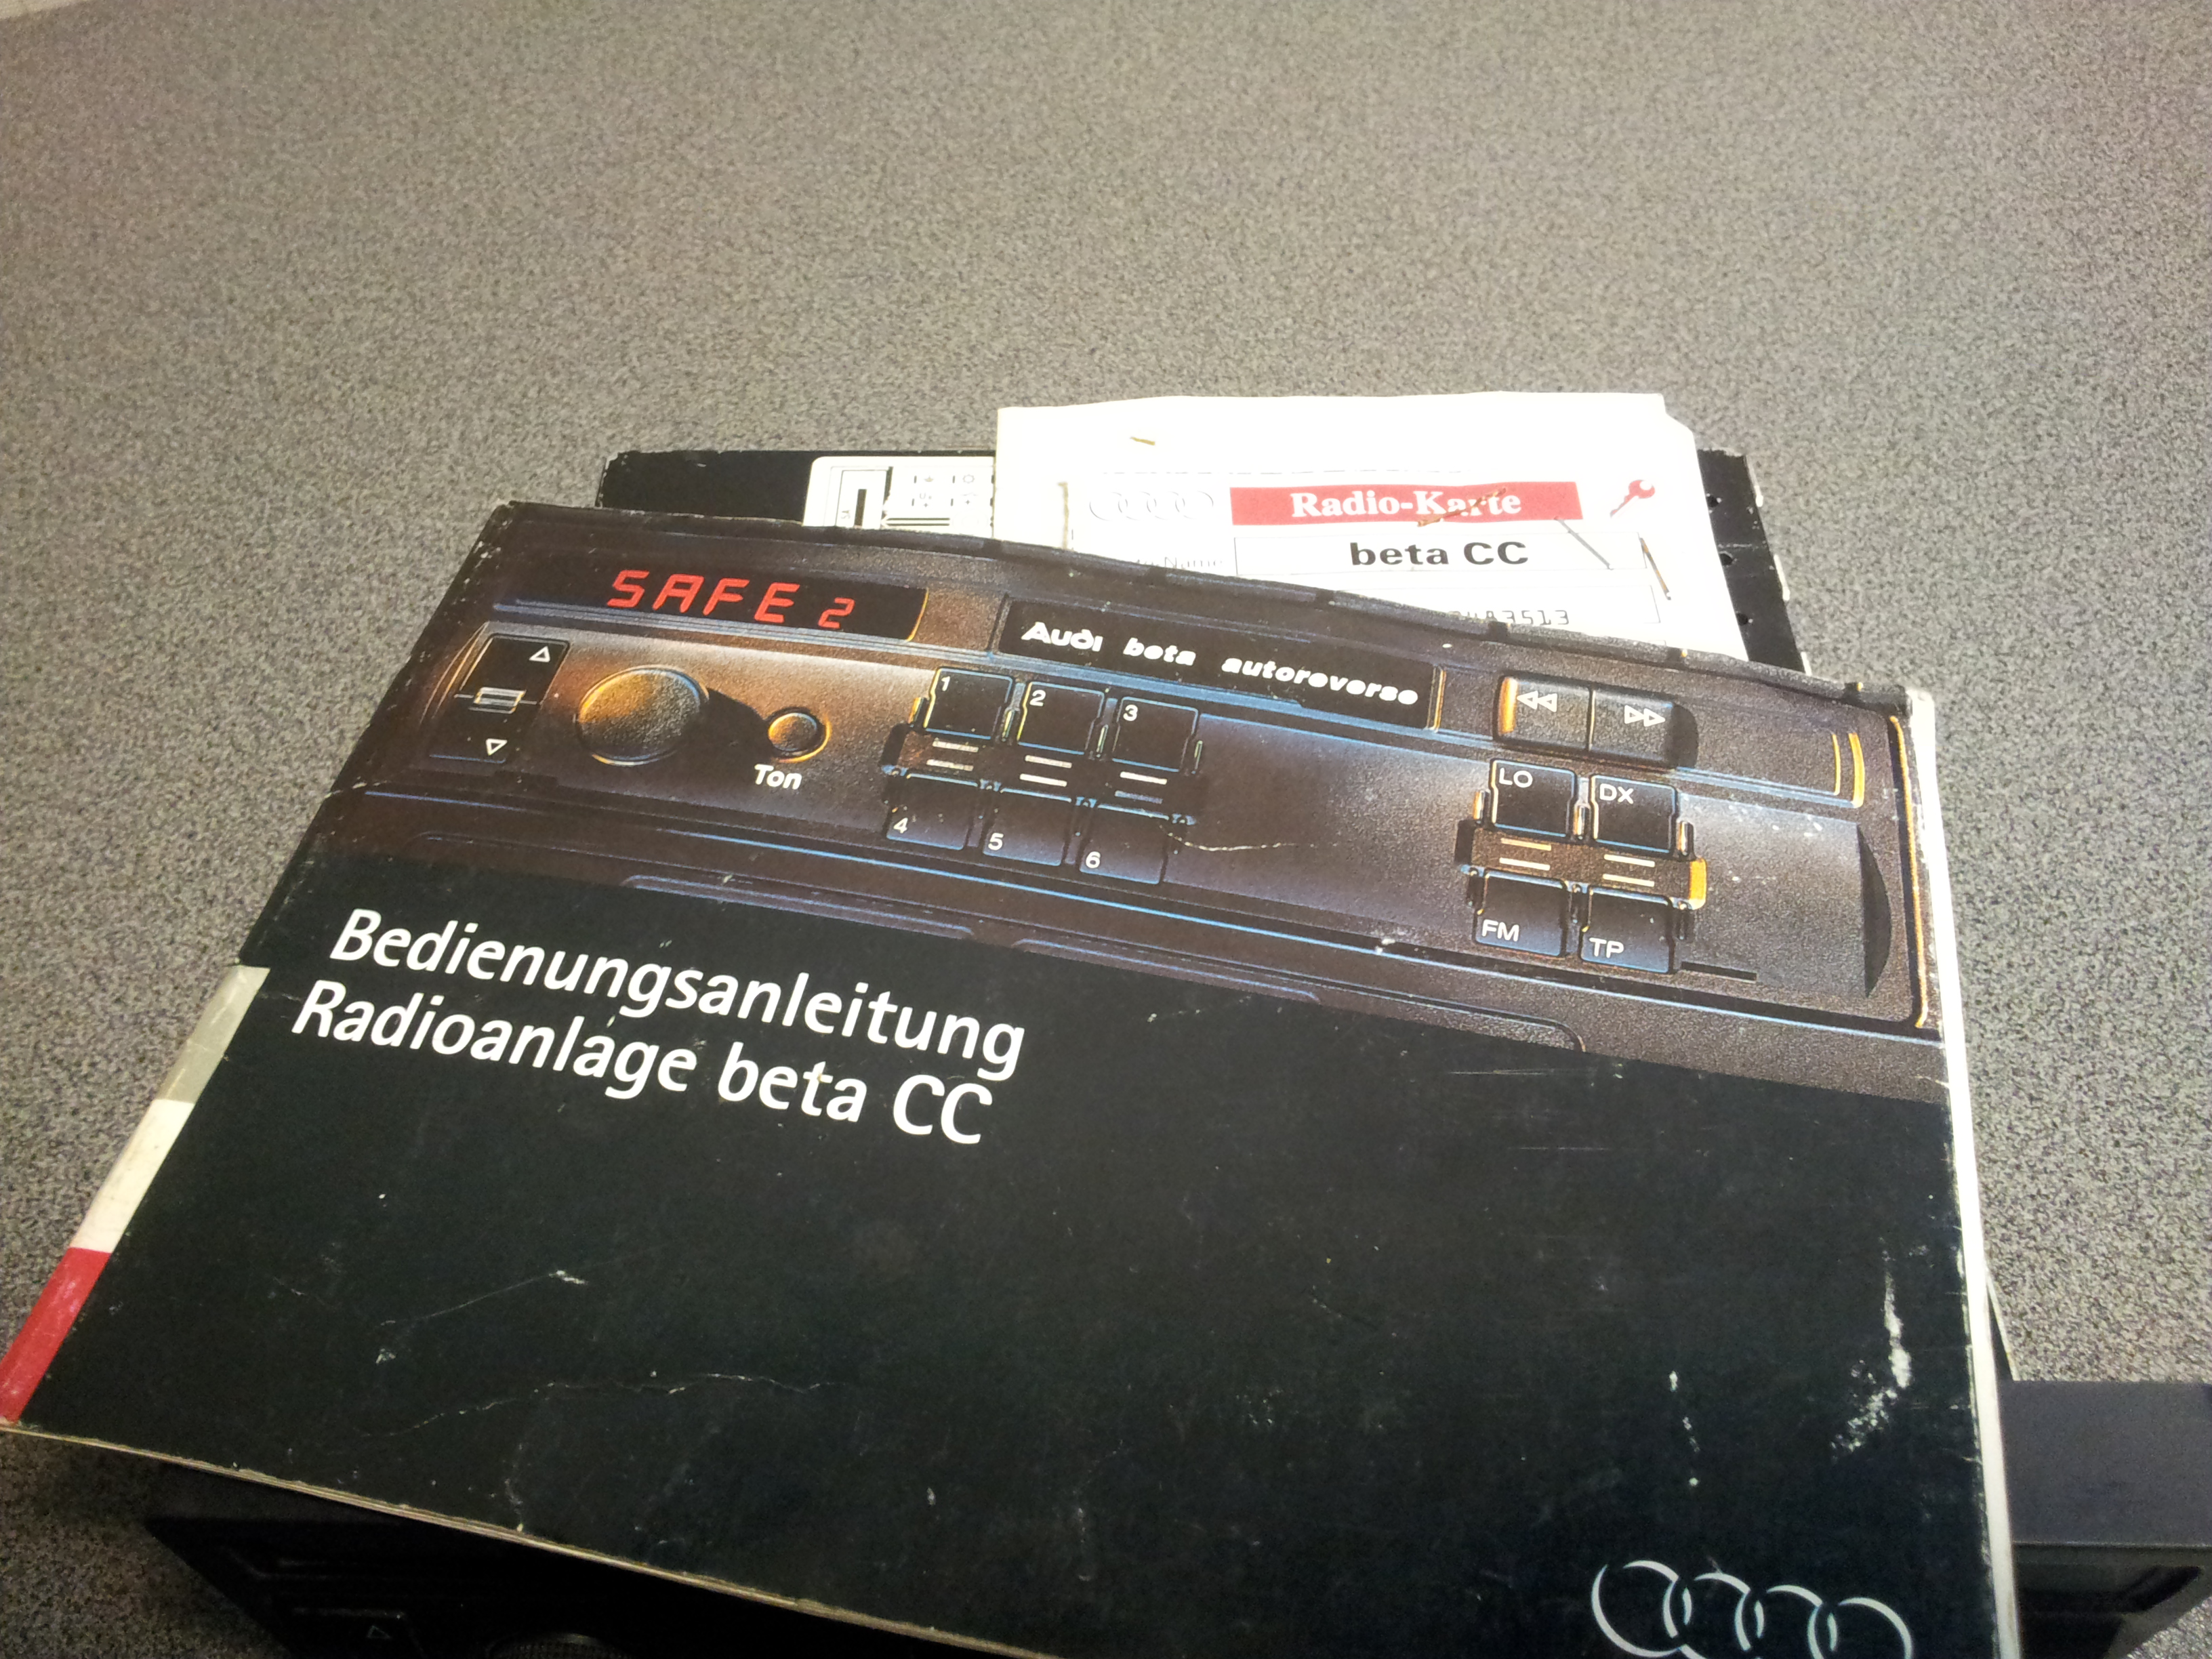 Radio-Karte
beta CC
3513
SAFE 2
Audi beta autoreverse
1
2
3
Ton
4
5
6
LO
DX
FM
TP
Bedienungsanleitung
Radioanlage beta CC